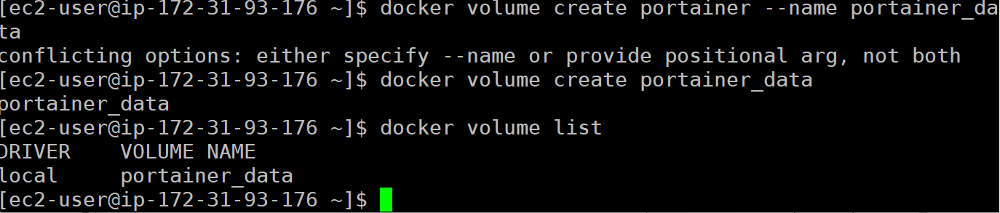 [ec2-user@ip-172-31-93-176 ~]$ docker volume create portainer --name portainer_da
ta
conflicting options: either specify --name or provide positional arg, not both
[ec2-user@ip-172-31-93-176 ~]$ docker volume create portainer_data
portainer_data
[ec2-user@ip-172-31-93-176 ~]$ docker volume list
DRIVER    VOLUME NAME
local     portainer_data
[ec2-user@ip-172-31-93-176 ~]$